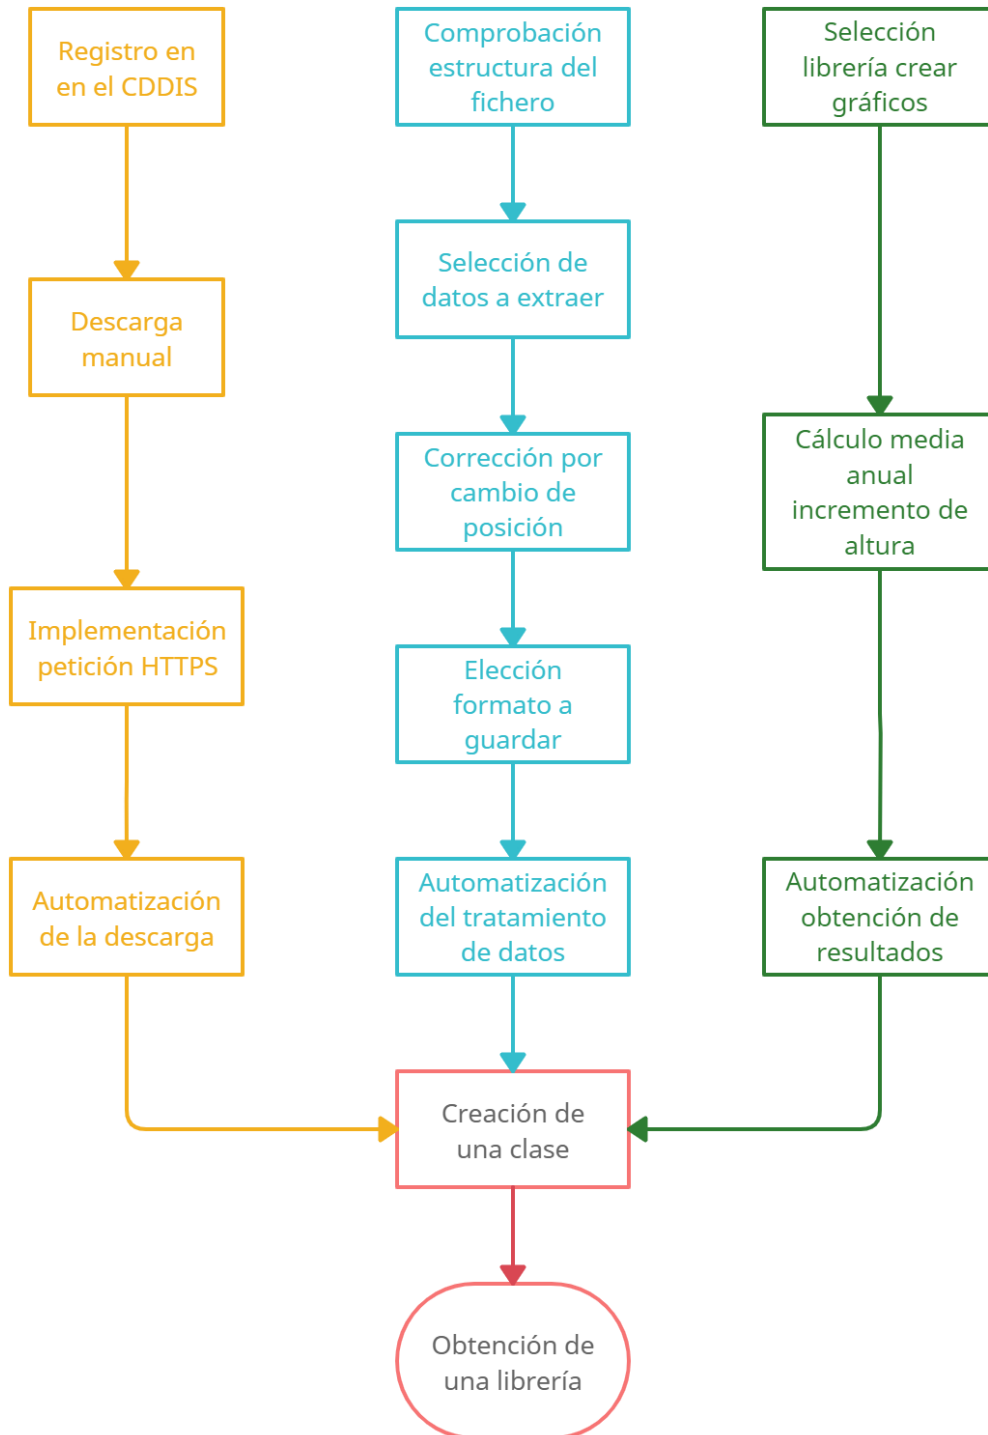 Registro en
en el CDDIS
Descarga
manual
Implementación
petición HTTPS
Automatización
de la descarga
Comprobación
estructura del
fichero
Selección de
datos a extraer
Corrección por
cambio de
posición
Elección
formato a
guardar
Automatización
del tratamiento
de datos
Selección
librería crear
gráficos
Cálculo media
anual
incremento de
altura
Automatización
obtención de
resultados
Creación de
una clase
Obtención de
una librería